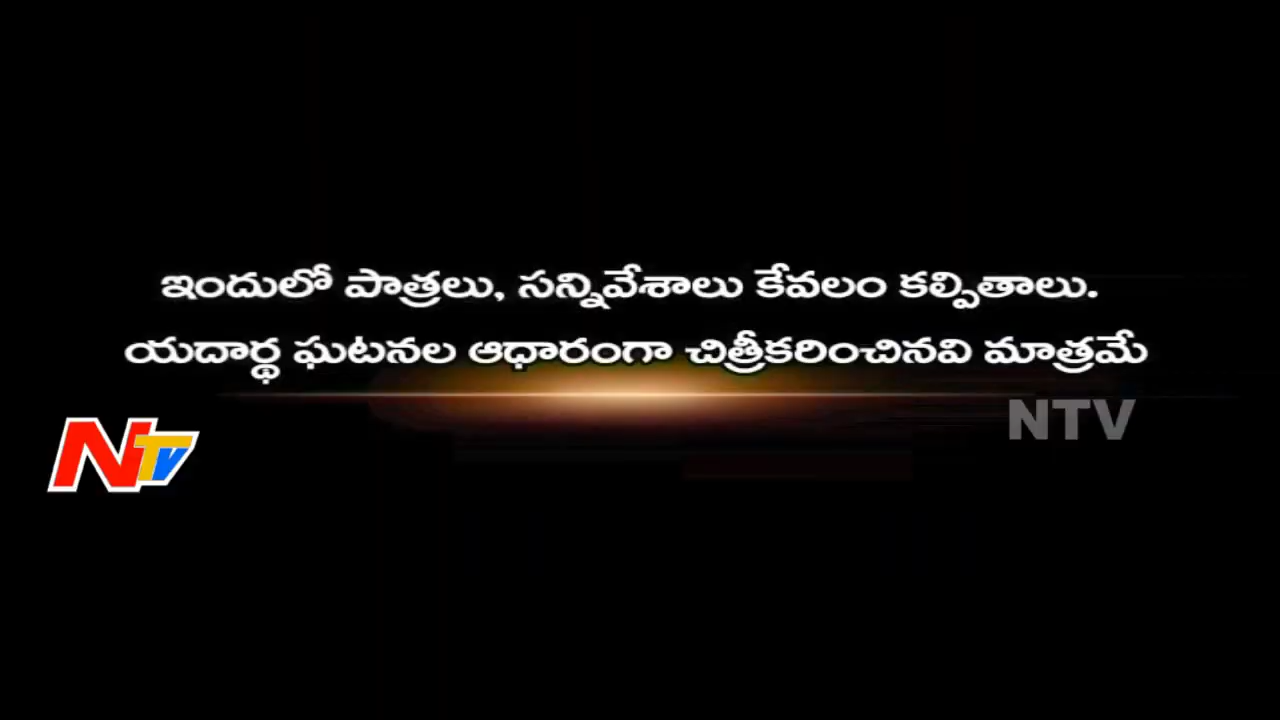 ఇందులో పాత్రలు, సన్నివేశాలు కేవలం కల్పితాలు.
యదార్థ ఘటనల ఆధారంగా చిత్రీకరించినవి మాత్రమే
NTV
NTV